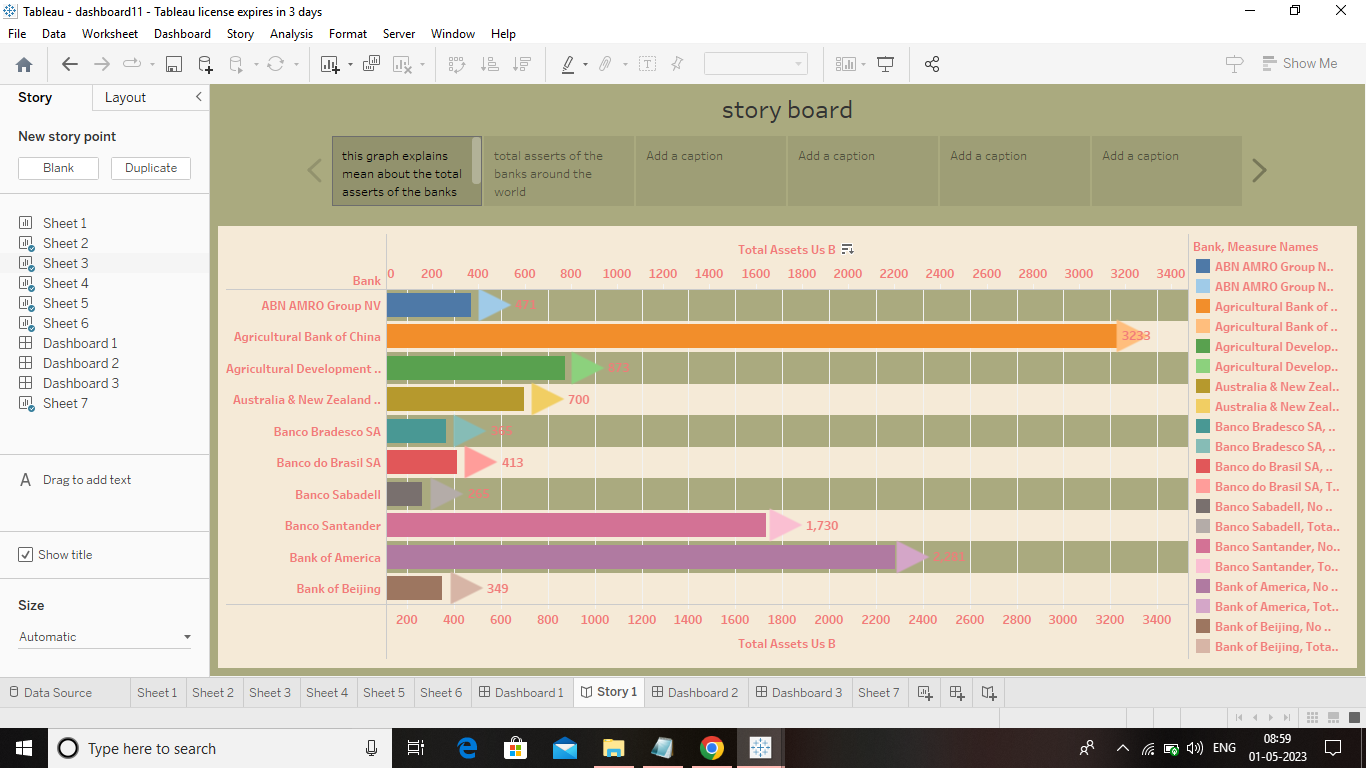 Tableau - dashboard11 - Tableau license expires in 3 days
File Data Worksheet Dashboard Story Analysis Format Server Window Help
Show Me
Story Layout
New story point
Blank Duplicate
Sheet 1
Sheet 2
Sheet 3
Sheet 4
Sheet 5
Sheet 6
Dashboard 1
Dashboard 2
Dashboard 3
Sheet 7
A Drag to add text
Show title
Size
Automatic
story board
this graph explains
mean about the total
asserts of the banks
total asserts of the
banks around the
world
Add a caption
Add a caption
Add a caption
Add a caption
Total Assets Us B
Bank
0 200 400 600 800 1000 1200 1400 1600 1800 2000 2200 2400 2600 2800 3000 3200 3400
ABN AMRO Group NV
Agricultural Bank of China 3233
Agricultural Development ..
Australia & New Zealand .. 700
Banco Bradesco SA
Banco do Brasil SA 413
Banco Sabadell
Banco Santander 1,730
Bank of America 2,281
Bank of Beijing 349
200 400 600 800 1000 1200 1400 1600 1800 2000 2200 2400 2600 2800 3000 3200 3400
Total Assets Us B
Bank, Measure Names
ABN AMRO Group N..
ABN AMRO Group N..
Agricultural Bank of ..
Agricultural Bank of ..
Agricultural Develop..
Agricultural Develop..
Australia & New Zeal..
Australia & New Zeal..
Banco Bradesco SA, ..
Banco Bradesco SA, ..
Banco do Brasil SA, ..
Banco do Brasil SA, T..
Banco Sabadell, No ..
Banco Sabadell, Tota..
Banco Santander, No..
Banco Santander, To..
Bank of America, No ..
Bank of America, Tot..
Bank of Beijing, No ..
Bank of Beijing, Tota..
Data Source Sheet 1 Sheet 2 Sheet 3 Sheet 4 Sheet 5 Sheet 6 Dashboard 1 Story 1 Dashboard 2 Dashboard 3 Sheet 7
Type here to search
ENG
08:59
01-05-2023